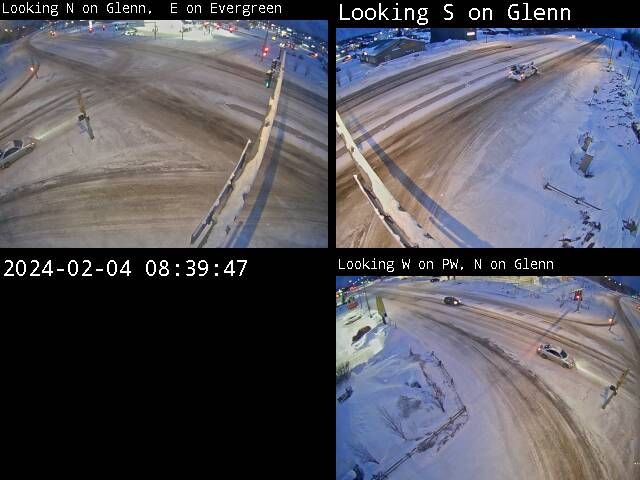 Looking N on Glenn,  E on Evergreen
Looking S on Glenn
2024-02-04 08:39:47
Looking W on PW, N on Glenn